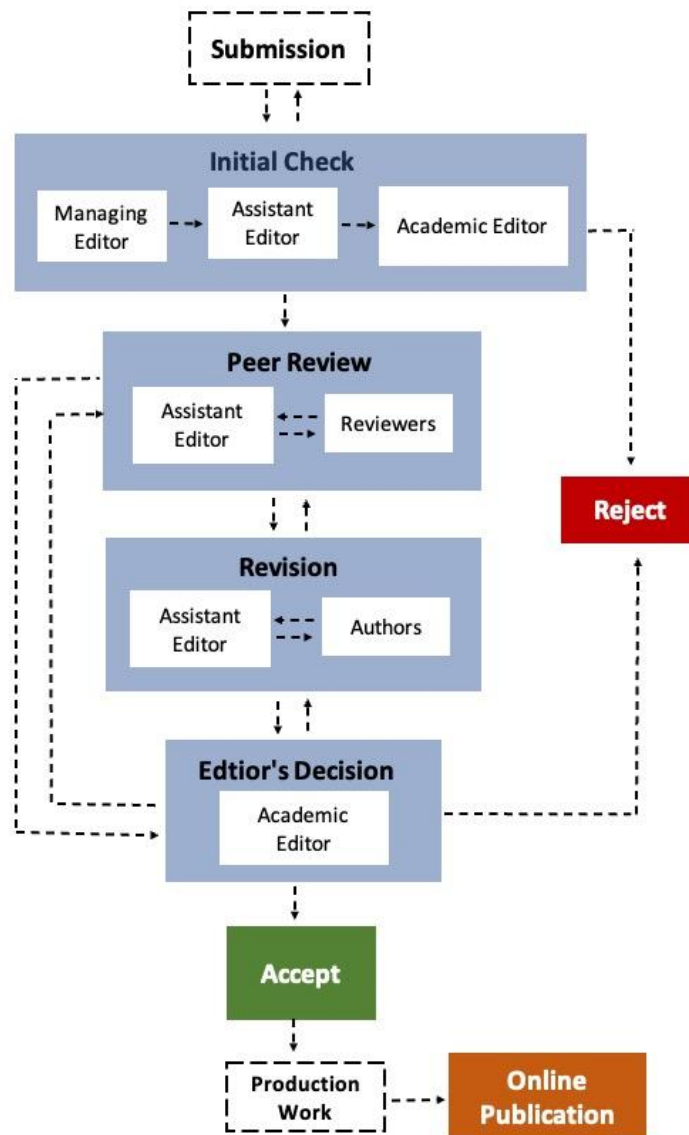 Submission
Initial Check
Managing
Editor
Assistant
Editor
Academic Editor
Peer Review
Assistant
Editor
Reviewers
Reject
Revision
Assistant
Editor
Authors
Edtior's Decision
Academic
Editor
Accept
Production
Work
Online
Publication